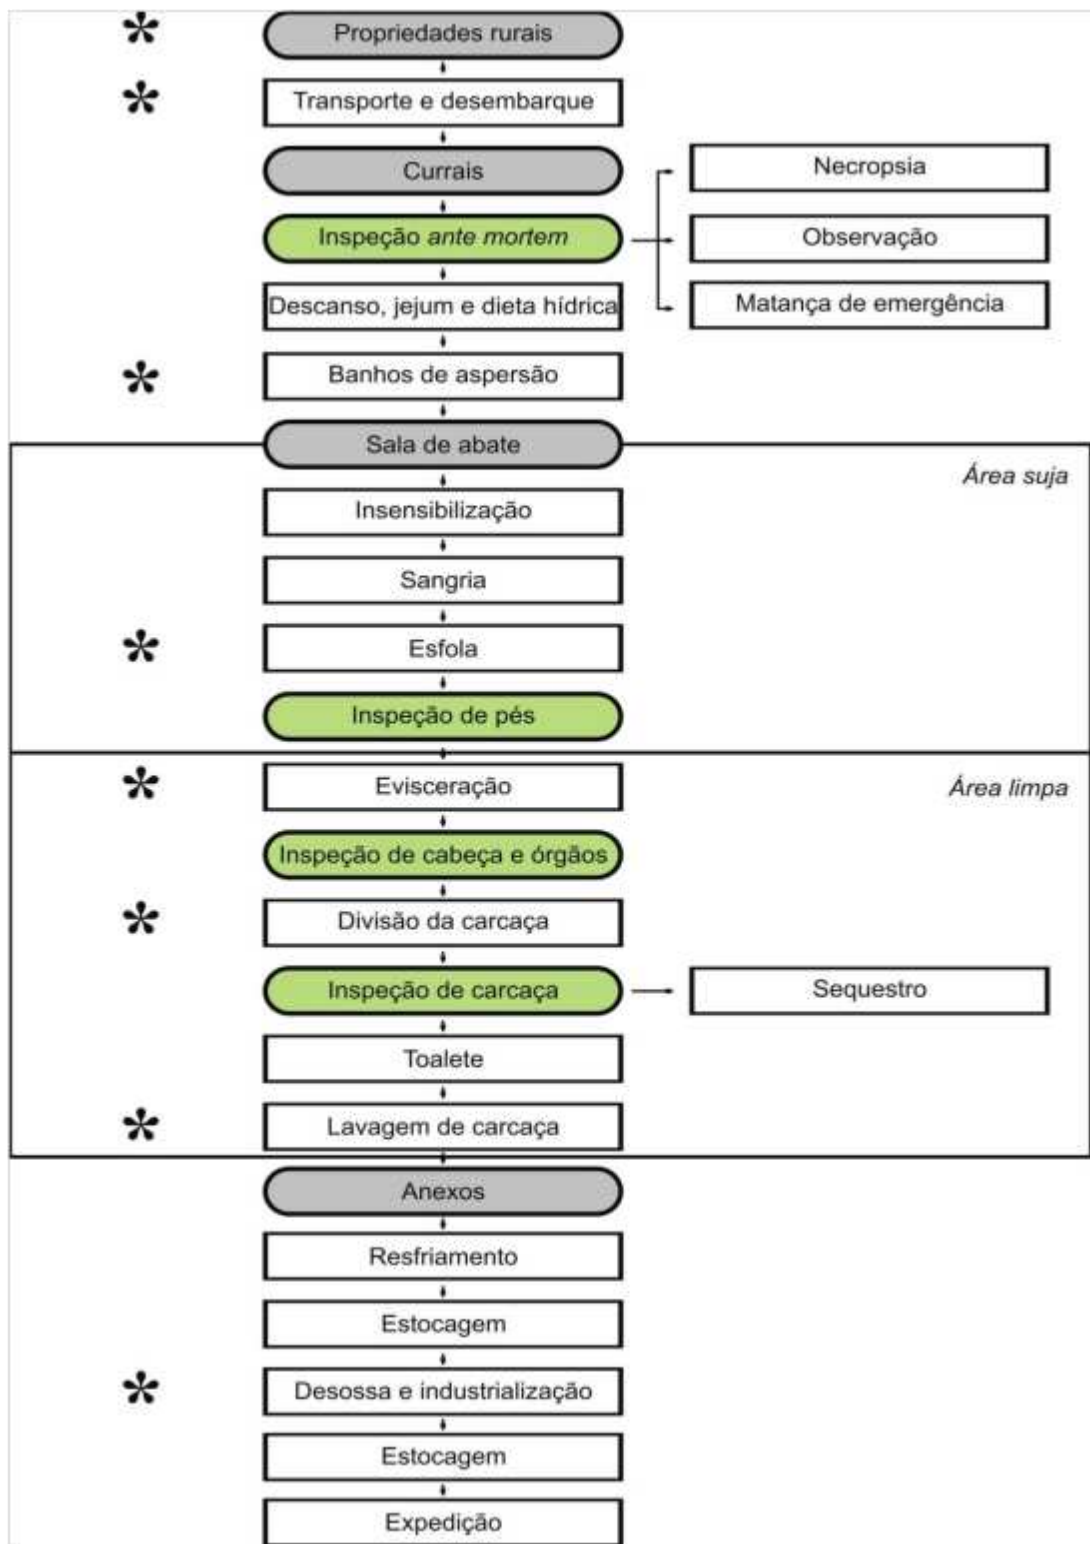 Propriedades rurais
Transporte e desembarque
Currais
Necropsia
Inspeção ante mortem
Observação
Descanso, jejum e dieta hídrica
Matança de emergência
Banhos de aspersão
Sala de abate
Área suja
Insensibilização
Sangria
Esfola
Inspeção de pés
Evisceração
Área limpa
Inspeção de cabeça e órgãos
Divisão da carcaça
Inspeção de carcaça
Sequestro
Toalete
Lavagem de carcaça
Anexos
Resfriamento
Estocagem
Desossa e industrialização
Estocagem
Expedição